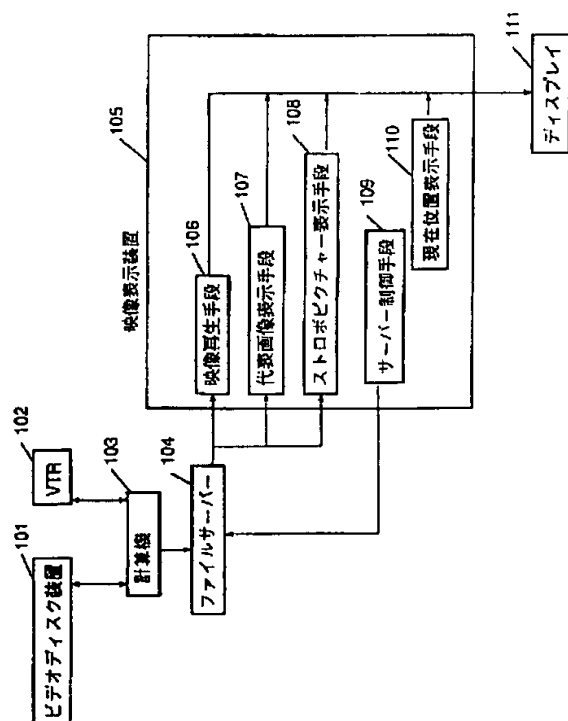 101
ビデオディスク装置
102
VTR
103
計算機
104
ファイルサーバー
105
映像表示装置
106
映像再生手段
107
代表画像表示手段
108
ストロボピクチャー表示手段
109
サーバー制御手段
110
現在位置表示手段
111
ディスプレイ